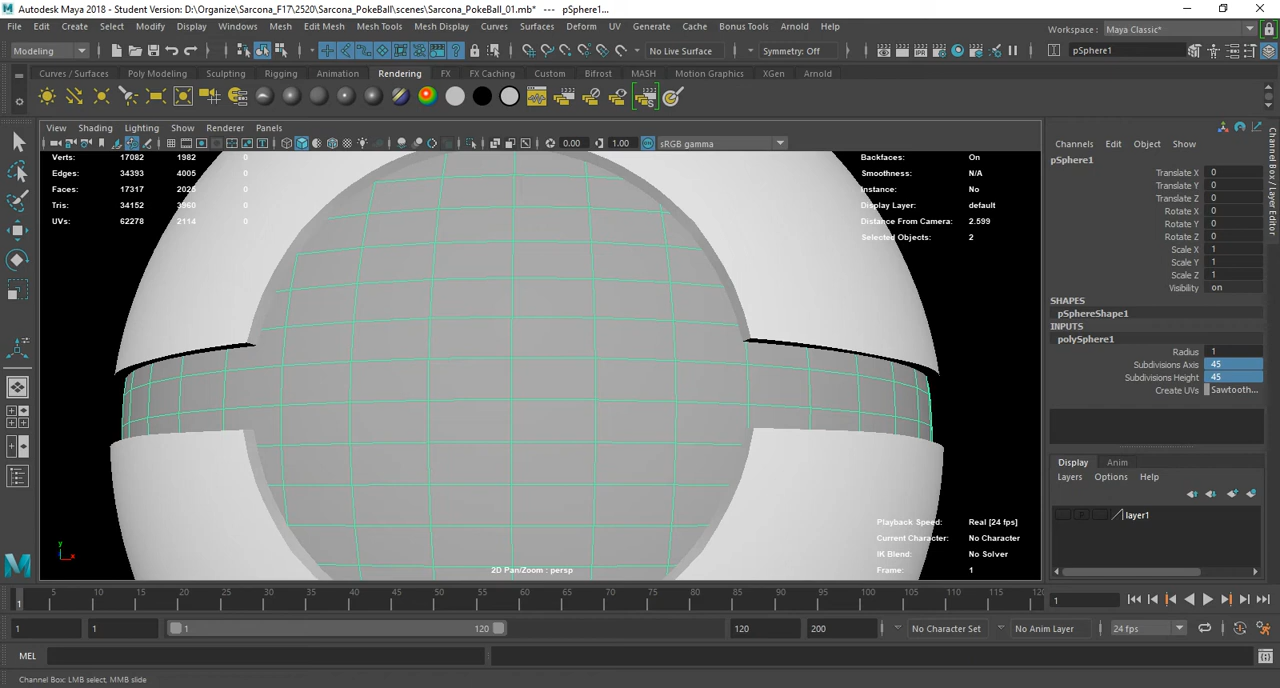 Autodesk Maya 2018 - Student Version: D:\Organize\Sarcona_F17\2520\Sarcona_PokeBall\scenes\Sarcona_PokeBall_01.mb*   ---   pSphere1...
File Edit Create Select Modify Display Windows Mesh Edit Mesh Mesh Tools Mesh Display Curves Surfaces Deform UV Generate Cache Bonus Tools Arnold Help
Workspace : Maya Classic*
Modeling No Live Surface Symmetry: Off pSphere1
Curves / Surfaces Poly Modeling Sculpting Rigging Animation Rendering FX FX Caching Custom Bifrost MASH Motion Graphics XGen Arnold
View Shading Lighting Show Renderer Panels
0.00 1.00 sRGB gamma
Verts: 17082 1982 0
Edges: 34393 4005 0
Faces: 17317 2025 0
Tris: 34152 3960 0
UVs: 62278 2114 0
Backfaces: On
Smoothness: N/A
Instance: No
Display Layer: default
Distance From Camera: 2.599
Selected Objects: 2
Playback Speed: Real [24 fps]
Current Character: No Character
IK Blend: No Solver
Frame: 1
2D Pan/Zoom : persp
y
x
Channels Edit Object Show
pSphere1
Translate X 0
Translate Y 0
Translate Z 0
Rotate X 0
Rotate Y 0
Rotate Z 0
Scale X 1
Scale Y 1
Scale Z 1
Visibility on
SHAPES
pSphereShape1
INPUTS
polySphere1
Radius 1
Subdivisions Axis 45
Subdivisions Height 45
Create UVs Sawtooth...
Display Anim
Layers Options Help
P layer1
Channel Box / Layer Editor
1 5 10 15 20 25 30 35 40 45 50 55 60 65 70 75 80 85 90 95 100 105 110 115 120
1
1 1 1 120 120 200 No Character Set No Anim Layer 24 fps
MEL
Channel Box: LMB select, MMB slide